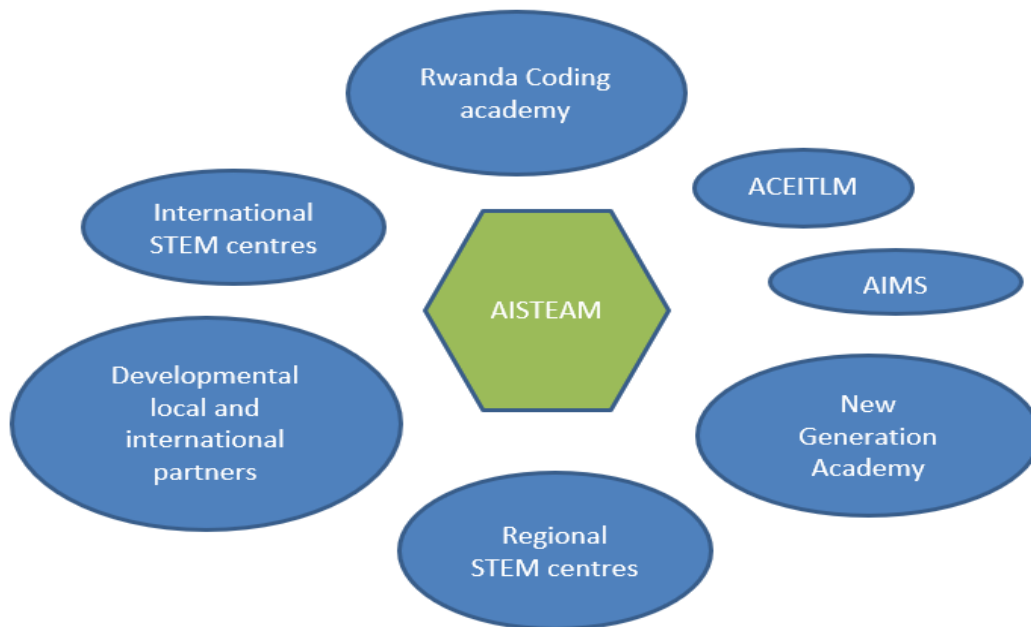 Rwanda Coding
academy
ACEITLM
International
STEM centres
AIMS
AISTEAM
Developmental
local and
international
partners
New
Generation
Academy
Regional
STEM centres